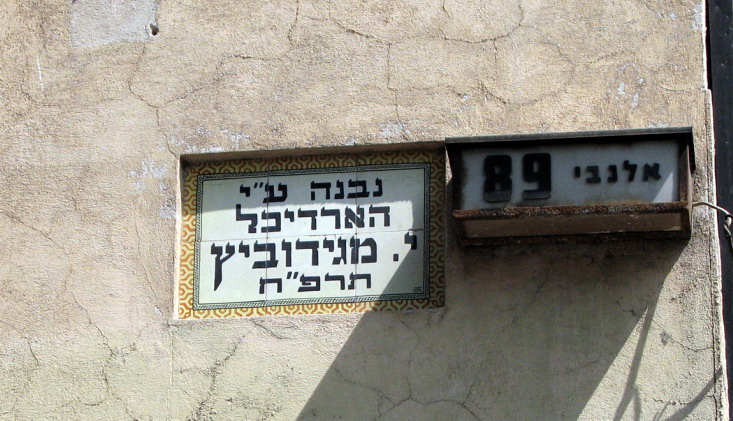 נבנה ע״י
הארדיכל
י. מגידוביץ
תרפ״ח
אלנבי 89